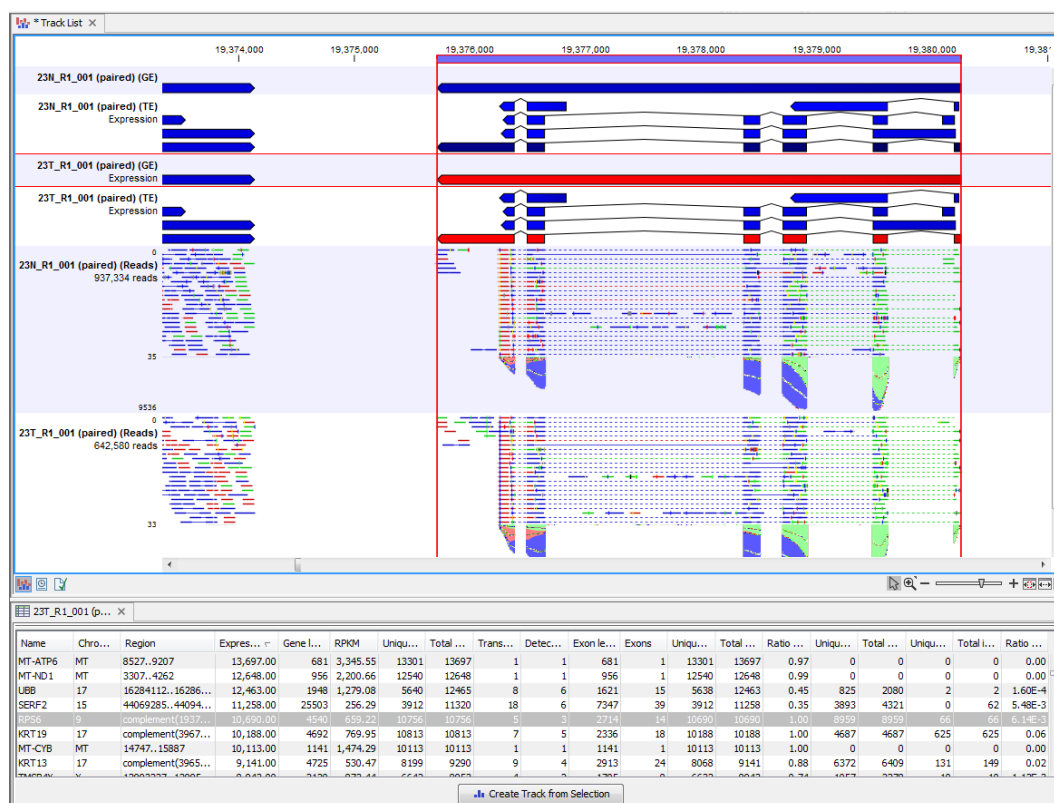 * Track List
19,374,000 19,375,000 19,376,000 19,377,000 19,378,000 19,379,000 19,380,000 19,381
23N_R1_001 (paired) (GE)
23N_R1_001 (paired) (TE)
Expression
23T_R1_001 (paired) (GE)
Expression
23T_R1_001 (paired) (TE)
Expression
0
23N_R1_001 (paired) (Reads)
937,334 reads
35
9536
0
23T_R1_001 (paired) (Reads)
642,580 reads
33
23T_R1_001 (p...
Name Chro... Region Expres... Gene l... RPKM Uniqu... Total ... Trans... Detec... Exon le... Exons Uniqu... Total ... Ratio ... Uniqu... Total ... Uniqu... Total i... Ratio ...
MT-ATP6 MT 8527..9207 13,697.00 681 3,345.55 13301 13697 1 1 681 1 13301 13697 0.97 0 0 0 0 0.00
MT-ND1 MT 3307..4262 12,648.00 956 2,200.66 12540 12648 1 1 956 1 12540 12648 0.99 0 0 0 0 0.00
UBB 17 16284112..16286... 12,463.00 1948 1,279.08 5640 12465 8 6 1621 15 5638 12463 0.45 825 2080 2 2 1.60E-4
SERF2 15 44069285..44094... 11,258.00 25503 256.29 3912 11320 18 6 7347 39 3912 11258 0.35 3893 4321 0 62 5.48E-3
RPS6 9 complement(1937... 10,690.00 4540 659.22 10756 10756 5 3 2714 14 10690 10690 1.00 8959 8959 66 66 6.14E-3
KRT19 17 complement(3967... 10,188.00 4692 769.95 10813 10813 7 5 2336 18 10188 10188 1.00 4687 4687 625 625 0.06
MT-CYB MT 14747..15887 10,113.00 1141 1,474.29 10113 10113 1 1 1141 1 10113 10113 1.00 0 0 0 0 0.00
KRT13 17 complement(3965... 9,141.00 4725 530.47 8199 9290 9 4 2913 24 8068 9141 0.88 6372 6409 131 149 0.02
Create Track from Selection